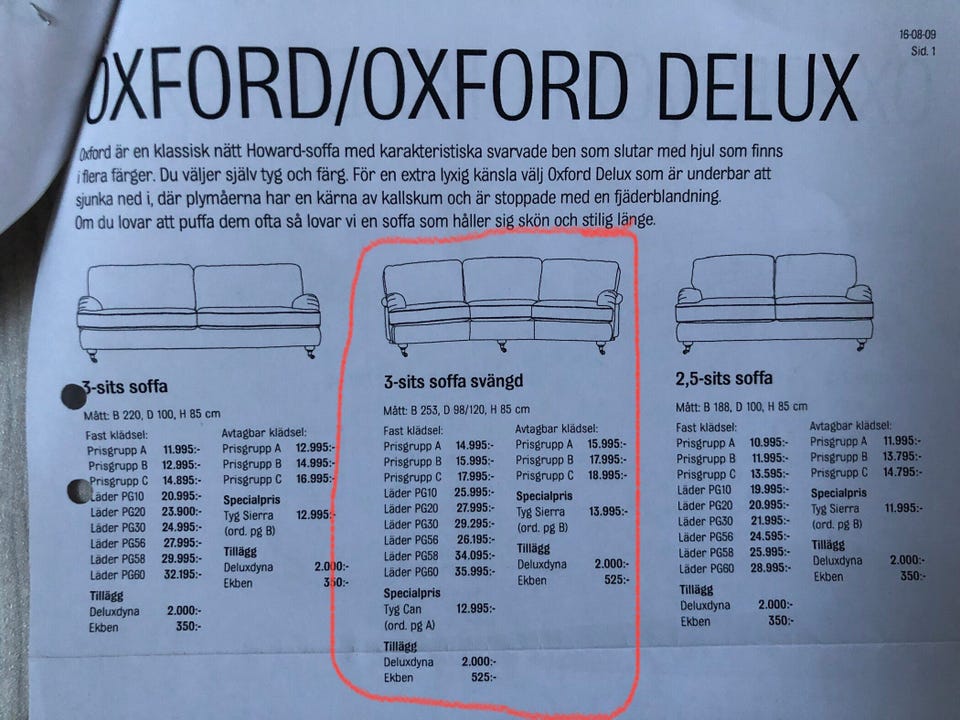 16-08-09
Sid. 1
OXFORD/OXFORD DELUX
Oxford är en klassisk nätt Howard-soffa med karakteristiska svarvade ben som slutar med hjul som finns
i flera färger. Du väljer själv tyg och färg. För en extra lyxig känsla välj Oxford Delux som är underbar att
sjunka ned i, där plymåerna har en kärna av kallskum och är stoppade med en fjäderblandning.
Om du lovar att puffa dem ofta så lovar vi en soffa som håller sig skön och stilig länge.
3-sits soffa
Mått: B 220, D 100, H 85 cm
Fast klädsel:
Prisgrupp A 11.995:-
Prisgrupp B 12.995:-
Prisgrupp C 14.895:-
Läder PG10 20.995:-
Läder PG20 23.900:-
Läder PG30 24.995:-
Läder PG56 27.995:-
Läder PG58 29.995:-
Läder PG60 32.195:-
Tillägg
Deluxdyna 2.000:-
Ekben 350:-
Avtagbar klädsel:
Prisgrupp A 12.995:-
Prisgrupp B 14.995:-
Prisgrupp C 16.995:-
Specialpris
Tyg Sierra 12.995:-
(ord. pg B)
Tillägg
Deluxdyna 2.000:-
Ekben 350:-
3-sits soffa svängd
Mått: B 253, D 98/120, H 85 cm
Fast klädsel:
Prisgrupp A 14.995:-
Prisgrupp B 15.995:-
Prisgrupp C 17.995:-
Läder PG10 25.995:-
Läder PG20 27.995:-
Läder PG30 29.295:-
Läder PG56 26.195:-
Läder PG58 34.095:-
Läder PG60 35.995:-
Specialpris
Tyg Can 12.995:-
(ord. pg A)
Tillägg
Deluxdyna 2.000:-
Ekben 525:-
Avtagbar klädsel:
Prisgrupp A 15.995:-
Prisgrupp B 17.995:-
Prisgrupp C 18.995:-
Specialpris
Tyg Sierra 13.995:-
(ord. pg B)
Tillägg
Deluxdyna 2.000:-
Ekben 525:-
2,5-sits soffa
Mått: B 188, D 100, H 85 cm
Fast klädsel:
Prisgrupp A 10.995:-
Prisgrupp B 11.995:-
Prisgrupp C 13.595:-
Läder PG10 19.995:-
Läder PG20 20.995:-
Läder PG30 21.995:-
Läder PG56 24.595:-
Läder PG58 25.995:-
Läder PG60 28.995:-
Tillägg
Deluxdyna 2.000:-
Ekben 350:-
Avtagbar klädsel:
Prisgrupp A 11.995:-
Prisgrupp B 13.795:-
Prisgrupp C 14.795:-
Specialpris
Tyg Sierra 11.995:-
(ord. pg B)
Tillägg
Deluxdyna 2.000:-
Ekben 350:-